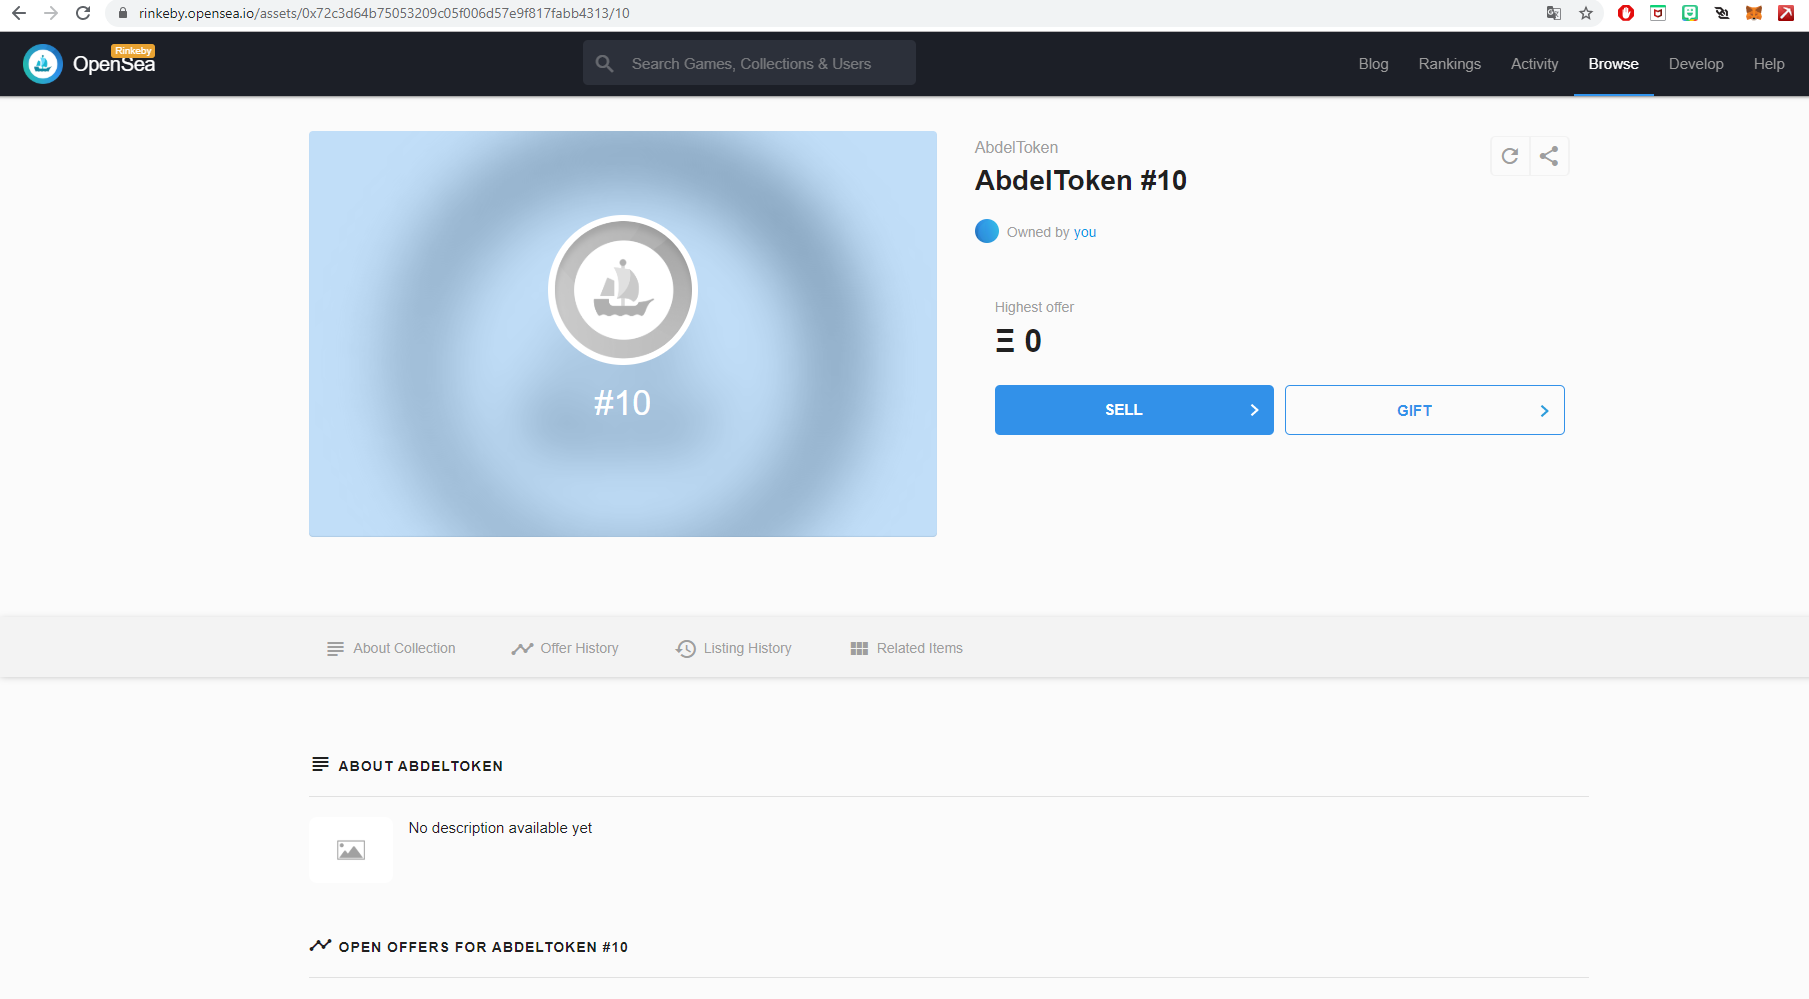 rinkeby.opensea.io/assets/0x72c3d64b75053209c05f006d57e9f817fabb4313/10
Rinkeby
OpenSea
Search Games, Collections & Users
Blog
Rankings
Activity
Browse
Develop
Help
#10
AbdelToken
AbdelToken #10
Owned by you
Highest offer
Ξ 0
SELL
GIFT
About Collection
Offer History
Listing History
Related Items
ABOUT ABDELTOKEN
No description available yet
OPEN OFFERS FOR ABDELTOKEN #10